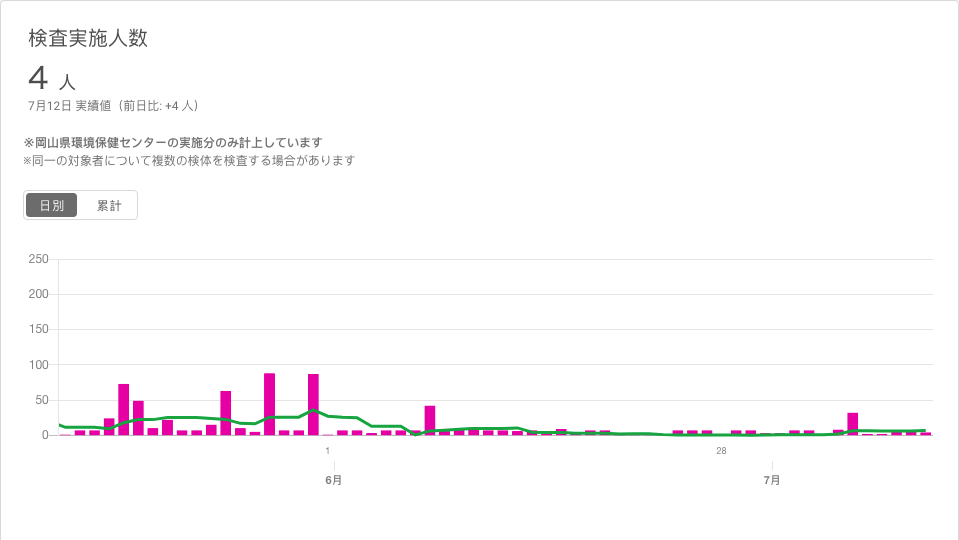 検査実施人数
4 人
7月12日 実績値（前日比: +4 人）
※岡山県環境保健センターの実施分のみ計上しています
※同一の対象者について複数の検体を検査する場合があります
日別 累計
250
200
150
100
50
0
1 28
6月 7月